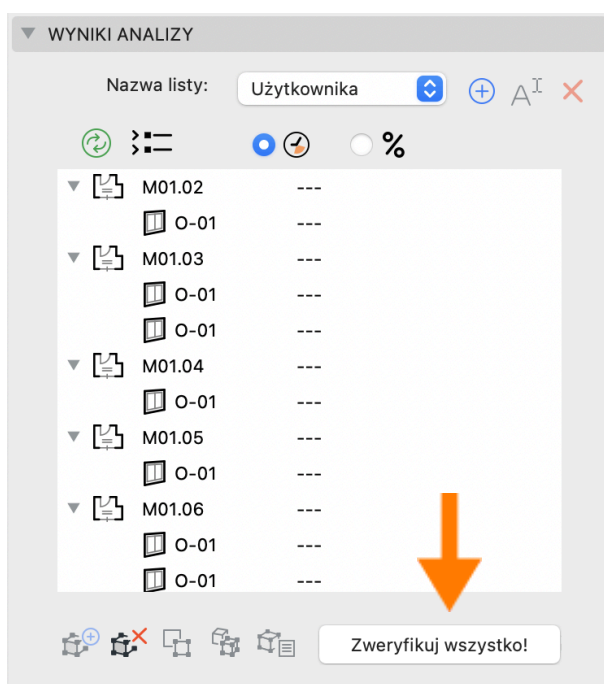 WYNIKI ANALIZY
Nazwa listy: Użytkownika
%
M01.02 ---
O-01 ---
M01.03 ---
O-01 ---
O-01 ---
M01.04 ---
O-01 ---
M01.05 ---
O-01 ---
M01.06 ---
O-01 ---
O-01 ---
Zweryfikuj wszystko!